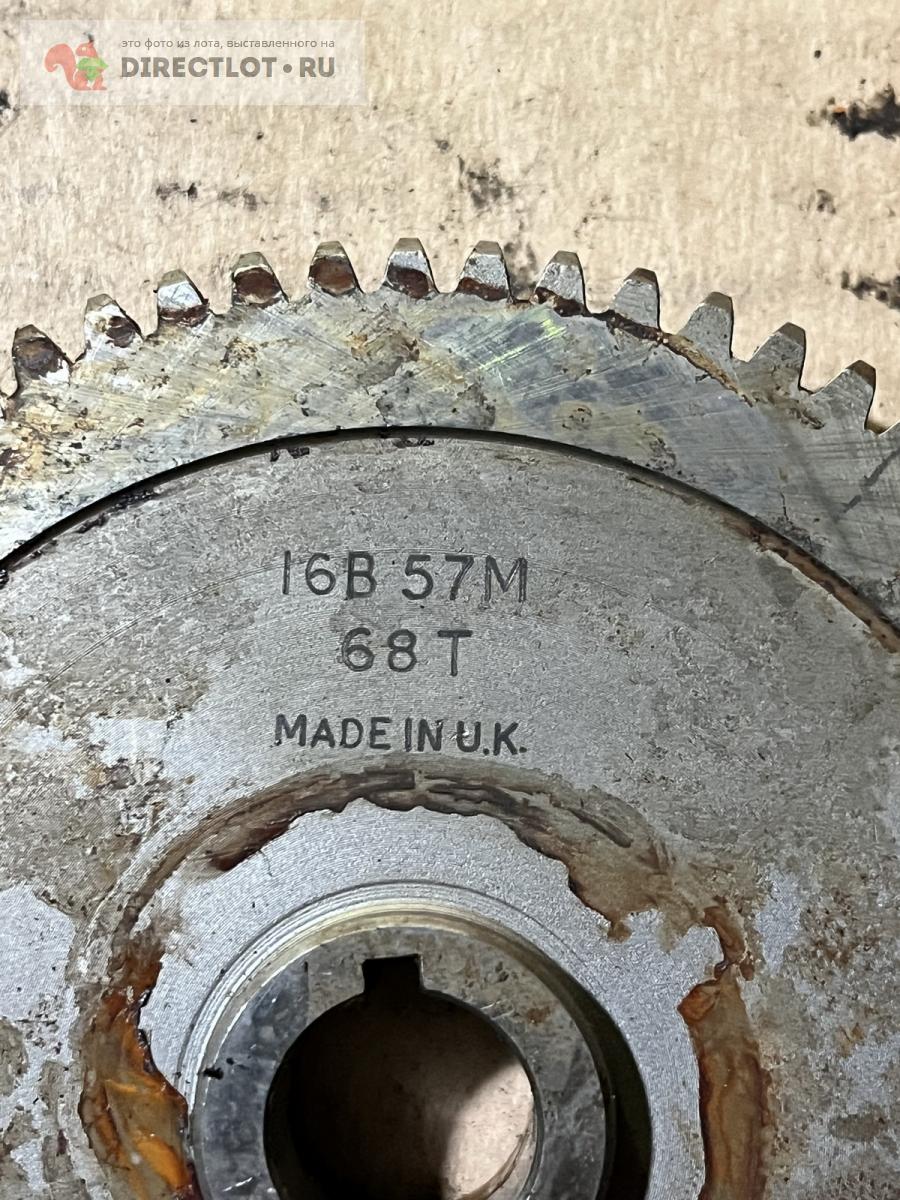 это фото из лота, выставленного на
DIRECTLOT•RU
16B 57M
68T
MADE IN U.K.